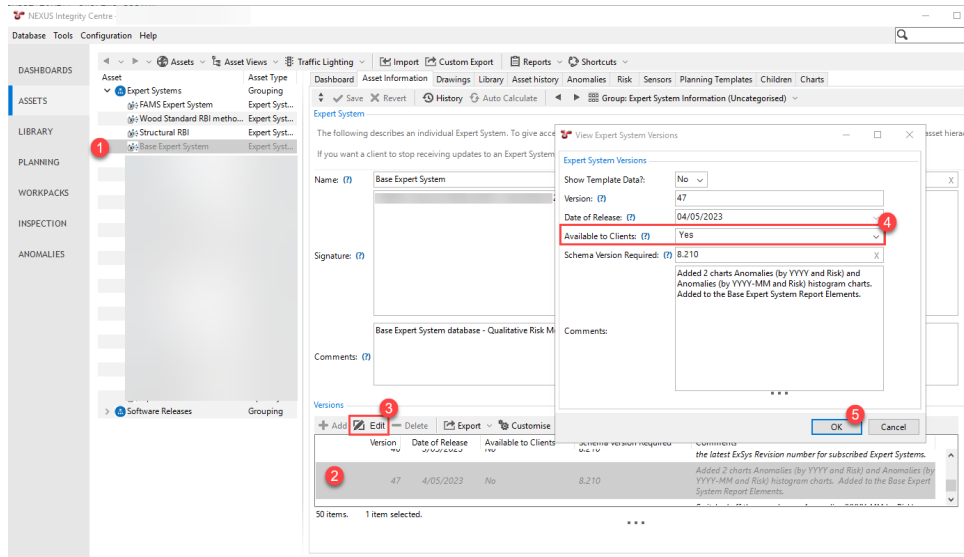 NEXUS Integrity Centre -
Database Tools Configuration Help
DASHBOARDS
ASSETS
LIBRARY
PLANNING
WORKPACKS
INSPECTION
ANOMALIES
Assets Asset Views Traffic Lighting Import Custom Export Reports Shortcuts
Asset Asset Type
Expert Systems Grouping
FAMS Expert System Expert Syst...
Wood Standard RBI metho... Expert Syst...
Structural RBI Expert Syst...
1 Base Expert System Expert Syst...
Software Releases Grouping
Dashboard Asset Information Drawings Library Asset history Anomalies Risk Sensors Planning Templates Children Charts
Save Revert History Auto Calculate Group: Expert System Information (Uncategorised)
Expert System
The following describes an individual Expert System. To give acce
asset hierar
If you want a client to stop receiving updates to an Expert System
Name: (?) Base Expert System X
Signature: (?)
Base Expert System database - Qualitative Risk M
Comments: (?)
View Expert System Versions
Expert System Versions
Show Template Data?: No
Version: (?) 47
Date of Release: (?) 04/05/2023
4
Available to Clients: (?) Yes
Schema Version Required: (?) 8.210 X
Added 2 charts Anomalies (by YYYY and Risk) and
Anomalies (by YYYY-MM and Risk) histogram charts.
Added to the Base Expert System Report Elements.
Comments:
5
OK Cancel
Versions
3
Add Edit Delete Export Customise
Version Date of Release Available to Clients Schema Version Required Comments
the latest ExSys Revision number for subscribed Expert Systems.
2 47 4/05/2023 No 8.210
Added 2 charts Anomalies (by YYYY and Risk) and Anomalies (by
YYYY-MM and Risk) histogram charts. Added to the Base Expert
System Report Elements.
50 items. 1 item selected.